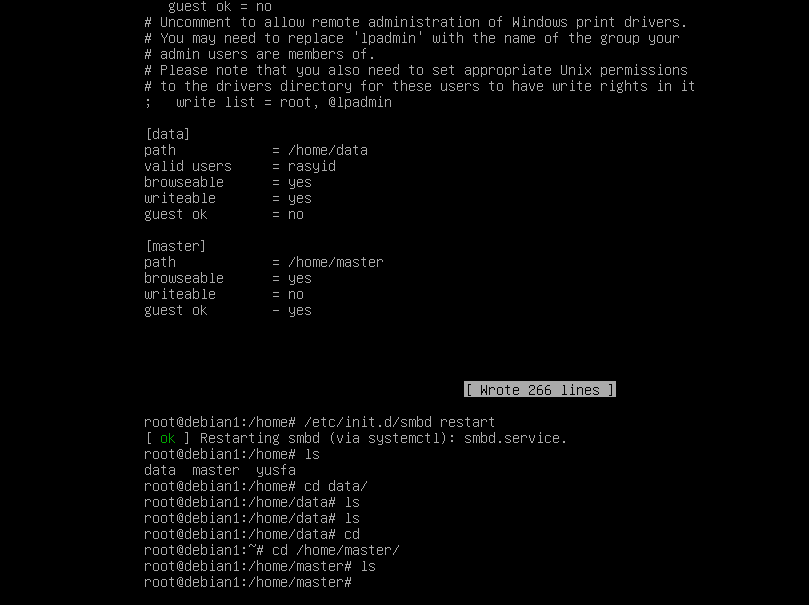 guest ok = no
# Uncomment to allow remote administration of Windows print drivers.
# You may need to replace 'lpadmin' with the name of the group your
# admin users are members of.
# Please note that you also need to set appropriate Unix permissions
# to the drivers directory for these users to have write rights in it
;   write list = root, @lpadmin
[data]
path            = /home/data
valid users     = rasyid
browseable      = yes
writeable       = yes
guest ok        = no
[master]
path            = /home/master
browseable      = yes
writeable       = no
guest ok        - yes
[ Wrote 266 lines ]
root@debian1:/home# /etc/init.d/smbd restart
[ ok ] Restarting smbd (via systemctl): smbd.service.
root@debian1:/home# ls
data  master  yusfa
root@debian1:/home# cd data/
root@debian1:/home/data# ls
root@debian1:/home/data# ls
root@debian1:/home/data# cd
root@debian1:~# cd /home/master/
root@debian1:/home/master# ls
root@debian1:/home/master#